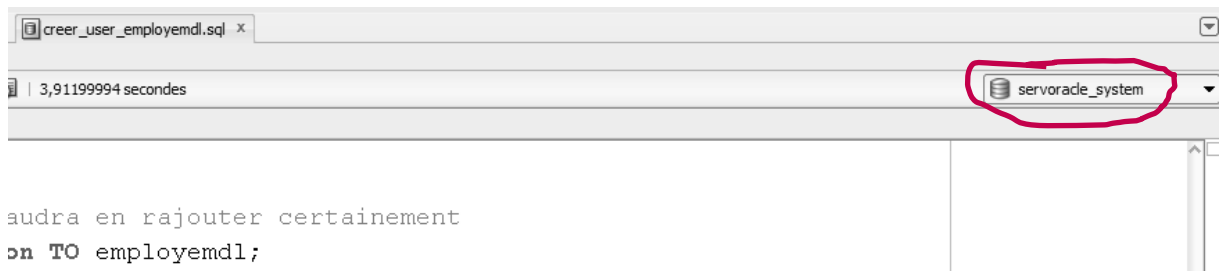 creer_user_employemdl.sql x
3,91199994 secondes
servoracle_system
audra en rajouter certainement
on TO employemdl;